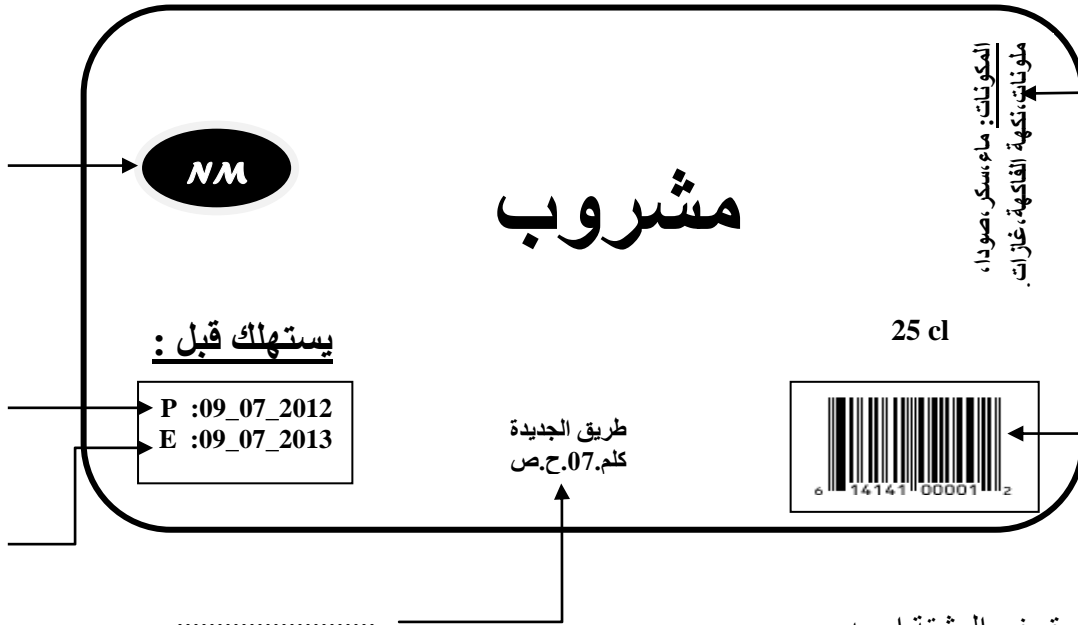 المكونات: ماء،سكر،صودا،
ملونات،نكهة الفاكهة،غازات.
NM
مشروب
25 cl
يستهلك قبل :
P :09_07_2012
E :09_07_2013
طريق الجديدة
كلم.07.ح.ص
6 14141 00001 2
........................